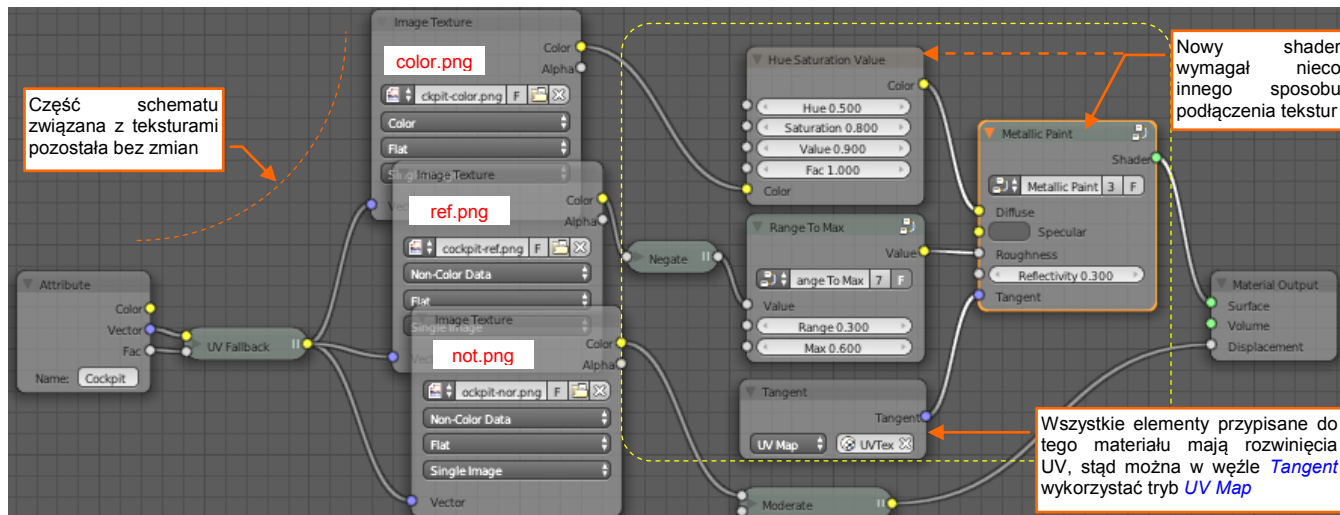 Image Texture
Color
Alpha
color.png
ckpit-color.png F
Color
Flat
Image Texture
Color
Alpha
ref.png
cockpit-ref.png F
Non-Color Data
Flat
Single Image
Image Texture
Color
Alpha
not.png
ockpit-nor.png F
Non-Color Data
Flat
Single Image
Vector
Część schematu
związana z teksturami
pozostała bez zmian
Attribute
Color
Vector
Fac
Name: Cockpit
UV Fallback
Negate
Hue Saturation Value
Color
Hue 0.500
Saturation 0.800
Value 0.900
Fac 1.000
Color
Range To Max
Value
ange To Max 7 F
Value
Range 0.300
Max 0.600
Tangent
Tangent
UV Map UVTex
Moderate
Nowy shader
wymagał nieco
innego sposobu
podłączenia tekstur
Metallic Paint
Shader
Metallic Paint 3 F
Diffuse
Specular
Roughness
Reflectivity 0.300
Tangent
Material Output
Surface
Volume
Displacement
Wszystkie elementy przypisane do
tego materiału mają rozwinięcia
UV, stąd można w węźle Tangent
wykorzystać tryb UV Map